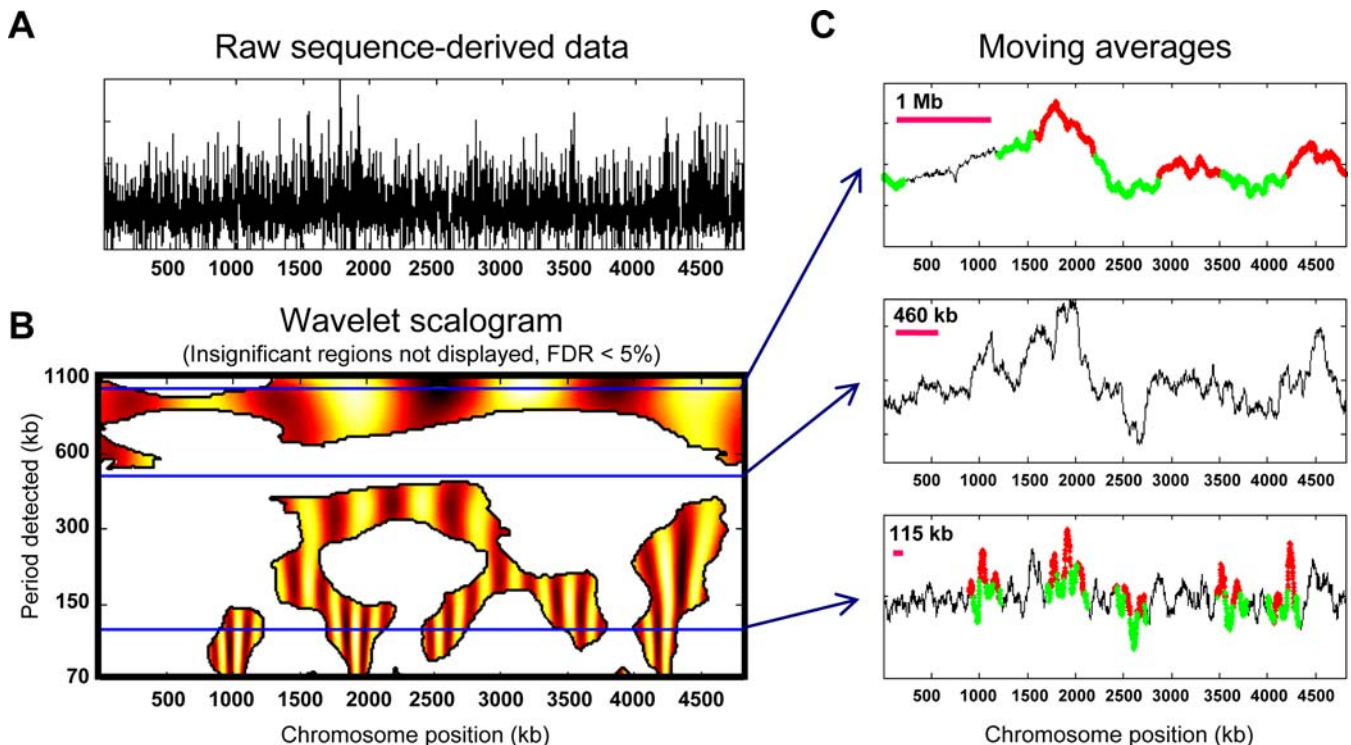 A
Raw sequence-derived data
500 1000 1500 2000 2500 3000 3500 4000 4500
B
Wavelet scalogram
(Insignificant regions not displayed, FDR < 5%)
Period detected (kb)
1100
600
300
150
70
500 1000 1500 2000 2500 3000 3500 4000 4500
Chromosome position (kb)
C
Moving averages
1 Mb
500 1000 1500 2000 2500 3000 3500 4000 4500
460 kb
500 1000 1500 2000 2500 3000 3500 4000 4500
115 kb
500 1000 1500 2000 2500 3000 3500 4000 4500
Chromosome position (kb)